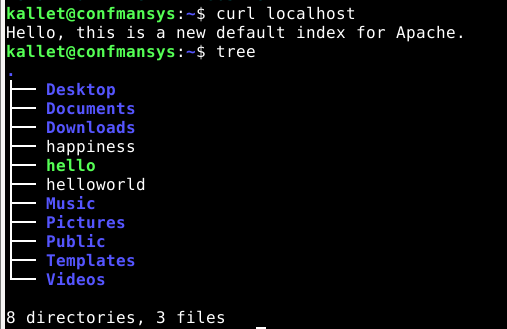 kallet@confmansys:~$ curl localhost
Hello, this is a new default index for Apache.
kallet@confmansys:~$ tree
.
├── Desktop
├── Documents
├── Downloads
├── happiness
├── hello
├── helloworld
├── Music
├── Pictures
├── Public
├── Templates
└── Videos
8 directories, 3 files